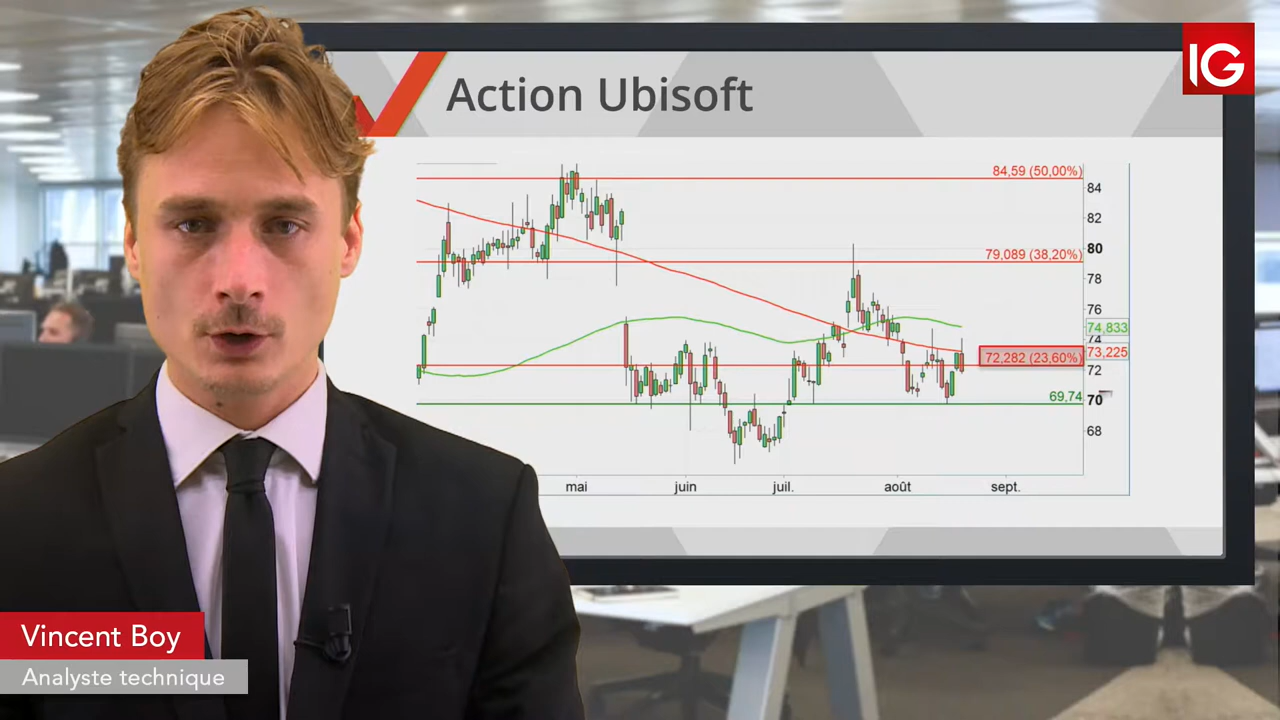 IG
Action Ubisoft
84,59 (50,00%)
84
82
80
79,089 (38,20%)
78
76
74,833
74
73,225
72,282 (23,60%)
72
70
69,74
68
mai
juin
juil.
août
sept.
Vincent Boy
Analyste technique